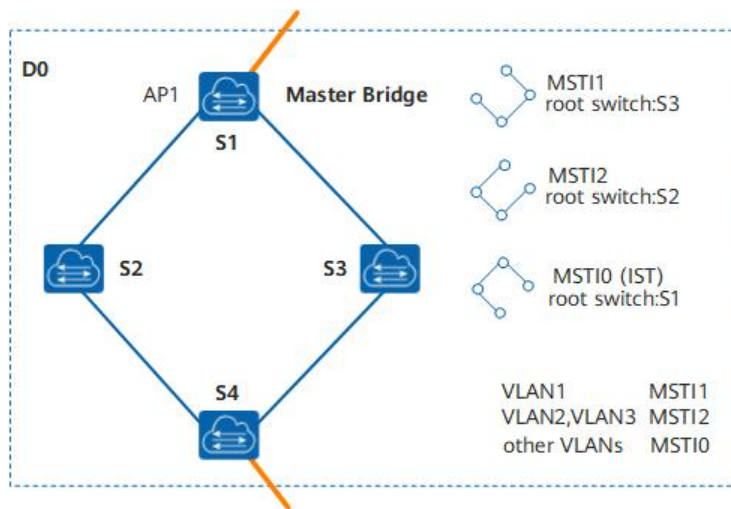 D0
AP1
Master Bridge
S1
S2
S3
S4
MSTI1
root switch:S3
MSTI2
root switch:S2
MSTI0 (IST)
root switch:S1
VLAN1 MSTI1
VLAN2,VLAN3 MSTI2
other VLANs MSTI0